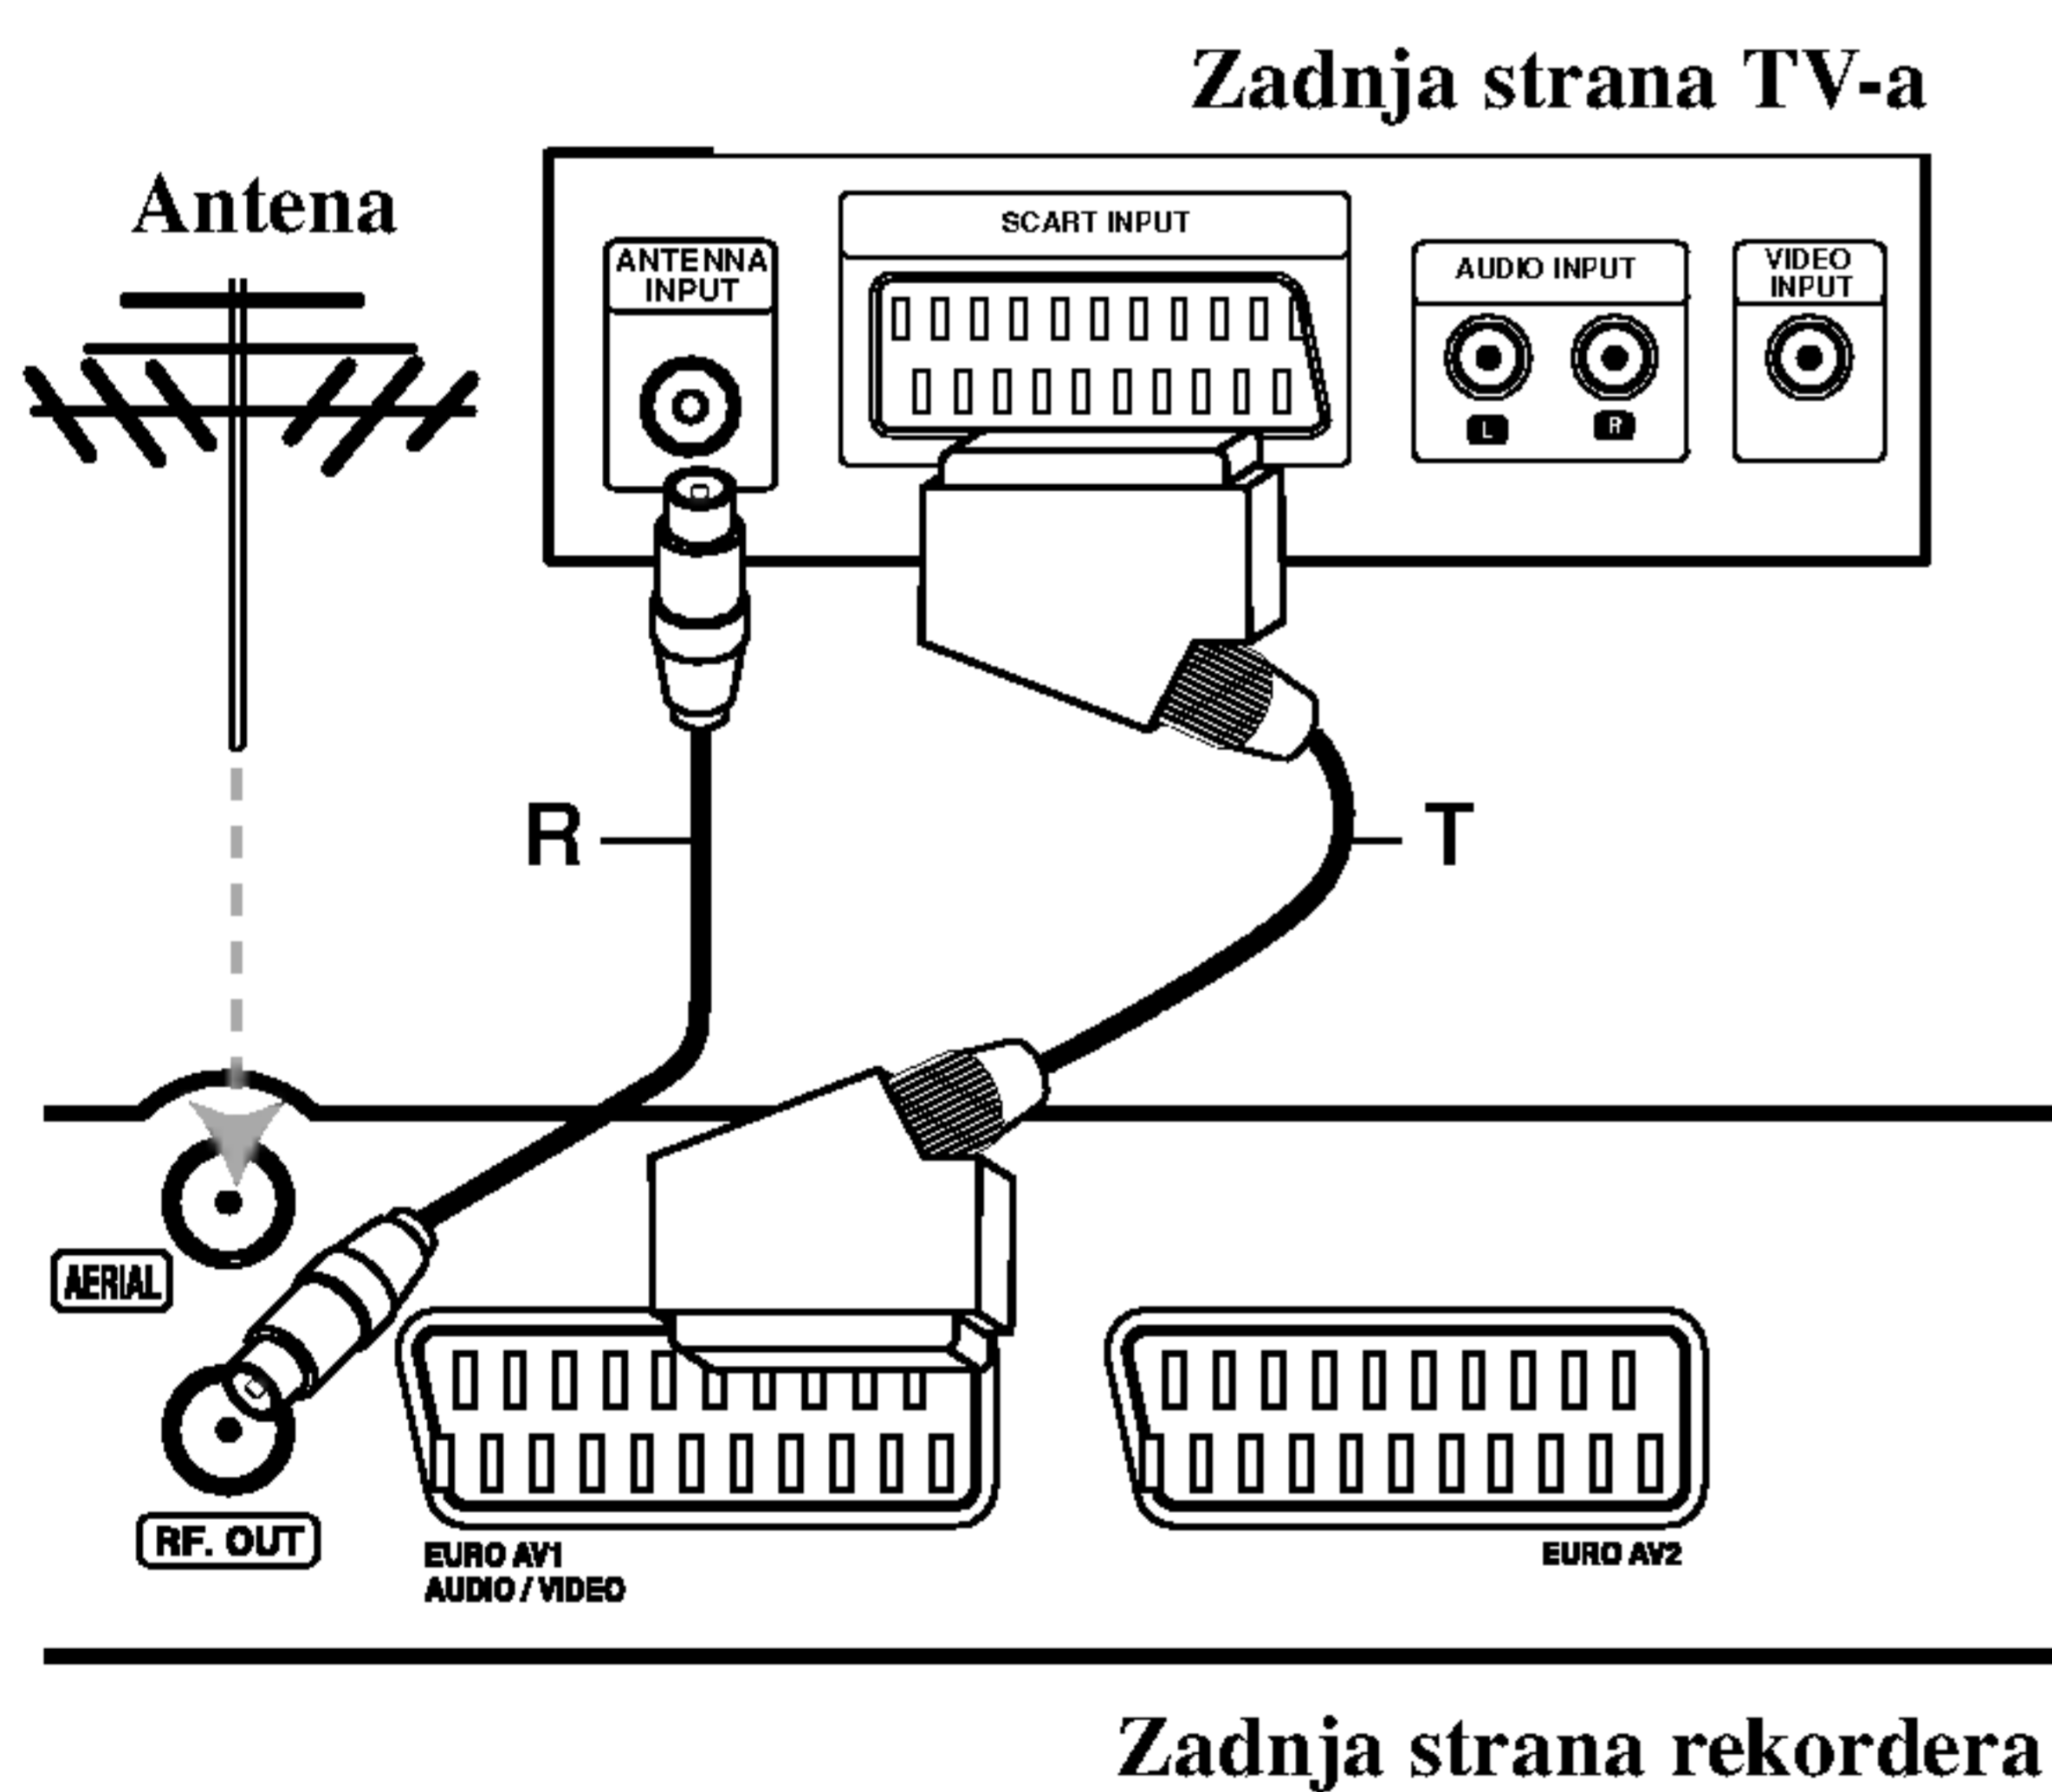 Zadnja strana TV-a
Antena
SCART INPUT
ANTENNA
INPUT
AUDIO INPUT
VIDEO
INPUT
L
R
R
T
AERIAL
RF. OUT
EURO AV1
AUDIO / VIDEO
EURO AV2
Zadnja strana rekordera